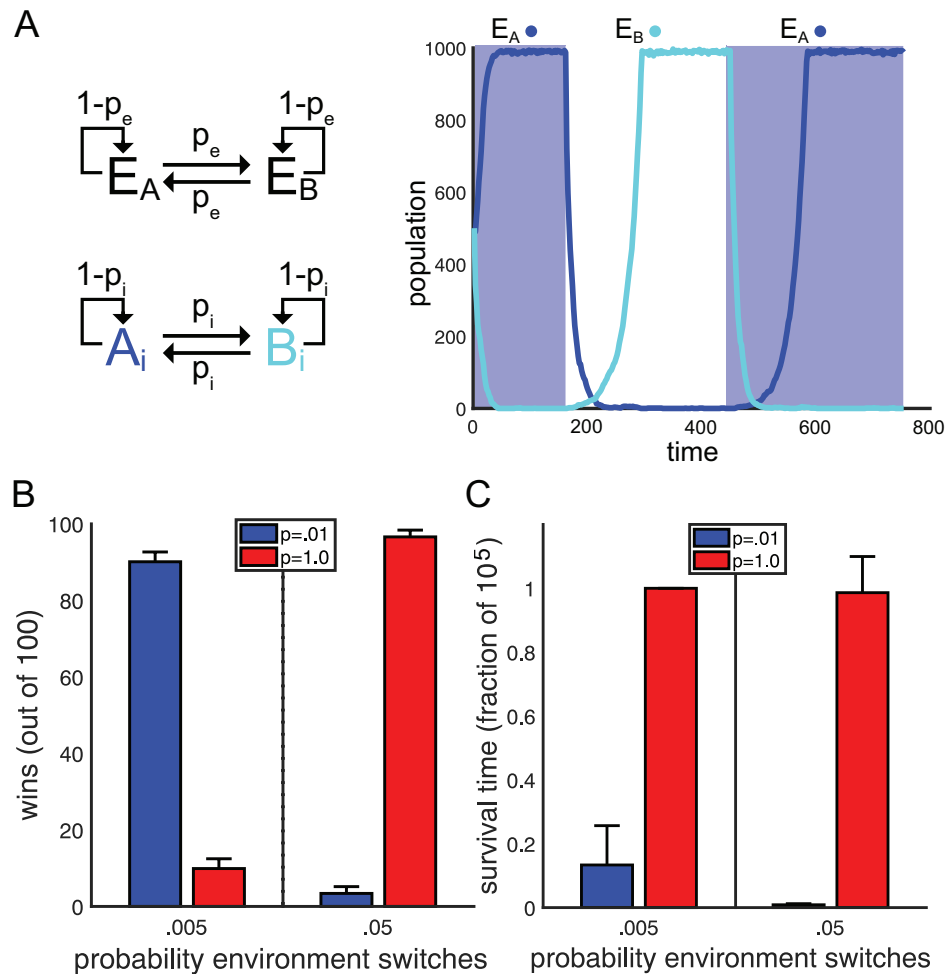 A
1-pe
1-pe
EA
pe
pe
EB
1-pi
1-pi
Ai
pi
pi
Bi
EA
EB
EA
population
1000
800
600
400
200
0
0
200
400
600
800
time
B
wins (out of 100)
100
80
60
40
20
0
p=.01
p=1.0
.005
.05
probability environment switches
C
survival time (fraction of 10^5)
1
0.8
0.6
0.4
0.2
0
p=.01
p=1.0
.005
.05
probability environment switches